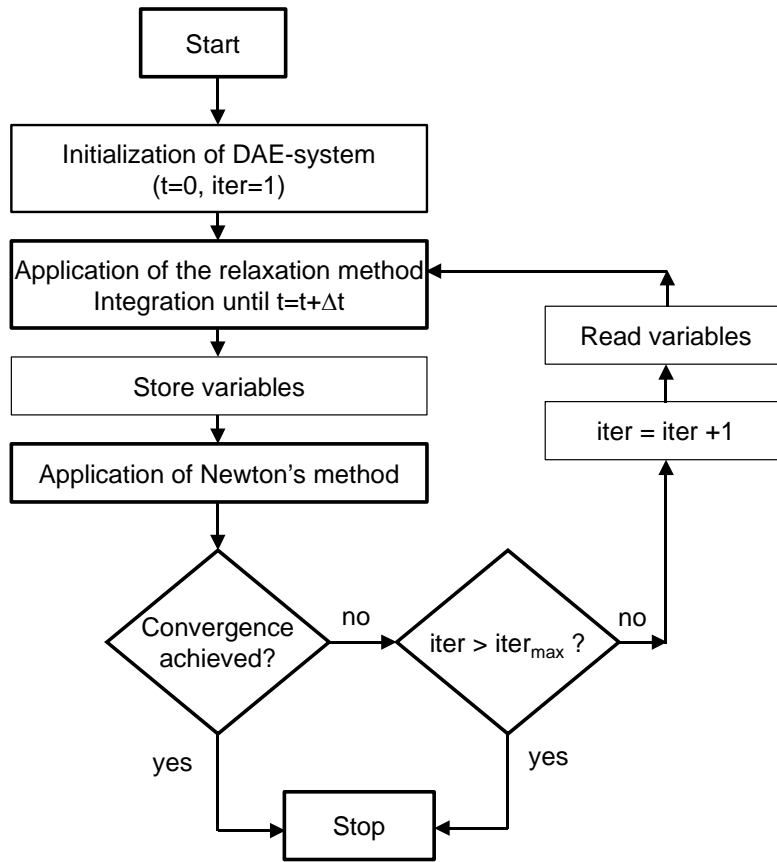 Start
Initialization of DAE-system
(t=0, iter=1)
Application of the relaxation method
Integration until t=t+Δt
Read variables
Store variables
iter = iter +1
Application of Newton's method
Convergence
achieved?
no
iter > iter_max ?
no
yes
yes
Stop